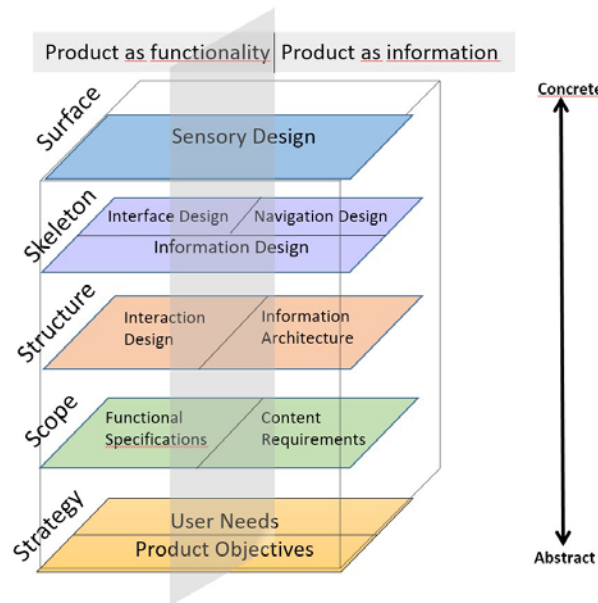 Product as functionality Product as information
Concrete
Surface
Sensory Design
Skeleton
Interface Design Navigation Design
Information Design
Structure
Interaction
Design
Information
Architecture
Scope
Functional
Specifications
Content
Requirements
Strategy
User Needs
Product Objectives
Abstract